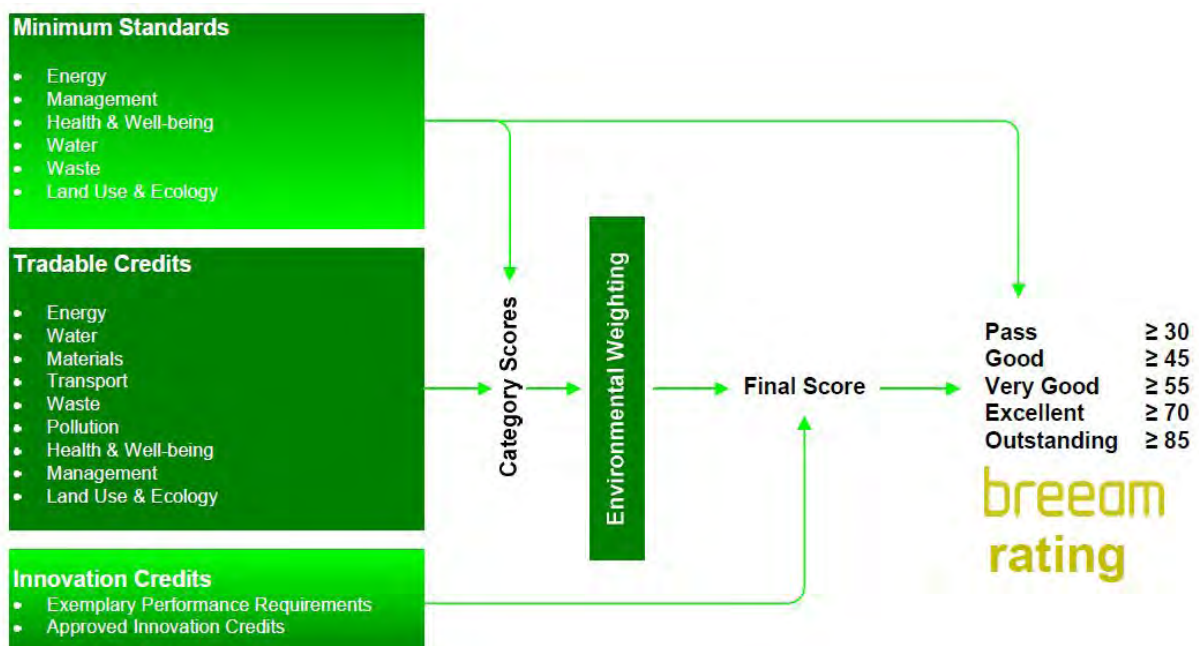 Minimum Standards
• Energy
• Management
• Health & Well-being
• Water
• Waste
• Land Use & Ecology
Tradable Credits
• Energy
• Water
• Materials
• Transport
• Waste
• Pollution
• Health & Well-being
• Management
• Land Use & Ecology
Innovation Credits
• Exemplary Performance Requirements
• Approved Innovation Credits
Category Scores
Environmental Weighting
Final Score
Pass ≥ 30
Good ≥ 45
Very Good ≥ 55
Excellent ≥ 70
Outstanding ≥ 85
breeam
rating